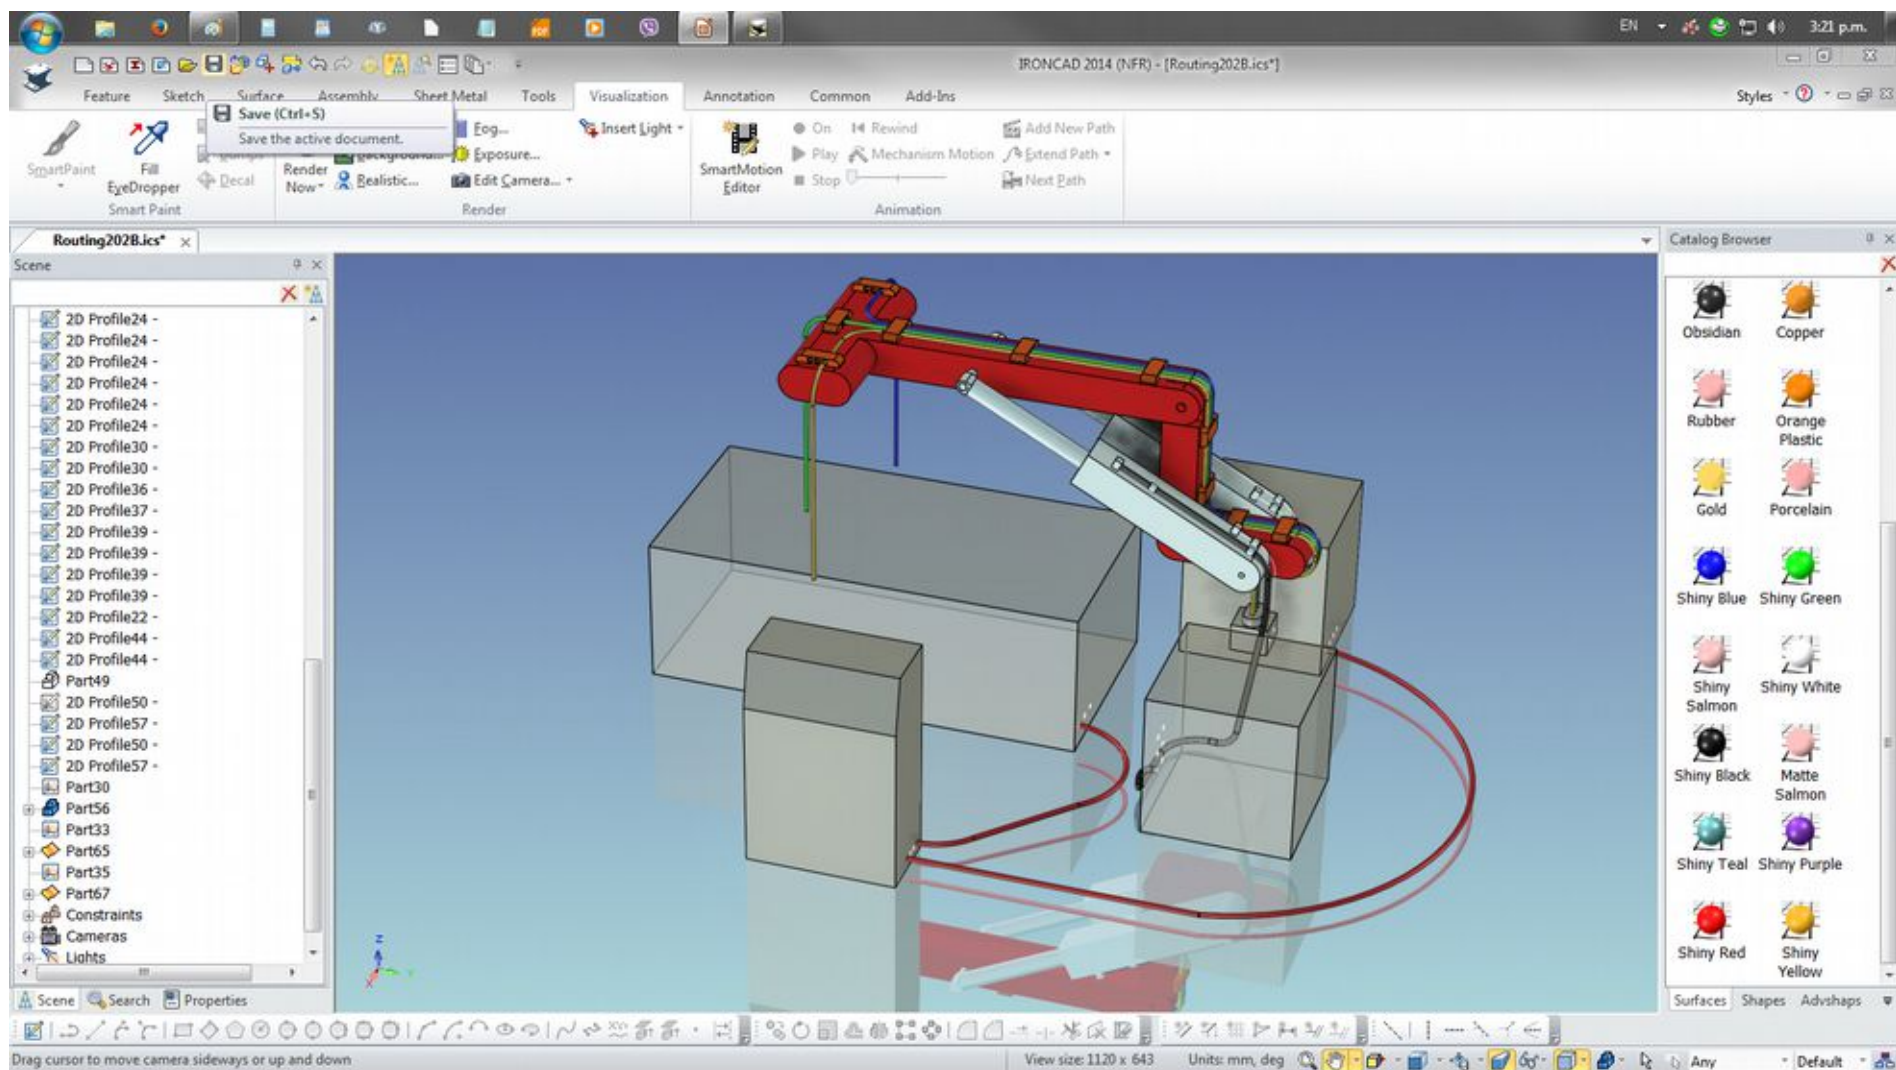 EN
3:21 p.m.
IRONCAD 2014 (NFR) - [Routing202B.ics*]
Feature
Sketch
Surface
Assembly
Sheet Metal
Tools
Visualization
Annotation
Common
Add-Ins
Styles
Save (Ctrl+S)
Save the active document.
SmartPaint
Fill
EyeDropper
Decal
Smart Paint
Render
Now
Background...
Realistic...
Fog...
Exposure...
Edit Camera...
Render
Insert Light
SmartMotion
Editor
On
Rewind
Play
Mechanism Motion
Stop
Add New Path
Extend Path
Next Path
Animation
Routing202B.ics*
Scene
2D Profile24 -
2D Profile24 -
2D Profile24 -
2D Profile24 -
2D Profile24 -
2D Profile24 -
2D Profile30 -
2D Profile30 -
2D Profile36 -
2D Profile37 -
2D Profile39 -
2D Profile39 -
2D Profile39 -
2D Profile39 -
2D Profile22 -
2D Profile44 -
2D Profile44 -
Part49
2D Profile50 -
2D Profile57 -
2D Profile50 -
2D Profile57 -
Part30
Part56
Part33
Part65
Part35
Part67
Constraints
Cameras
Lights
Scene
Search
Properties
Z
X
Catalog Browser
Obsidian
Copper
Rubber
Orange
Plastic
Gold
Porcelain
Shiny Blue
Shiny Green
Shiny
Salmon
Shiny White
Shiny Black
Matte
Salmon
Shiny Teal
Shiny Purple
Shiny Red
Shiny
Yellow
Surfaces
Shapes
Advshaps
Drag cursor to move camera sideways or up and down
View size: 1120 x 643
Units: mm, deg
Any
Default